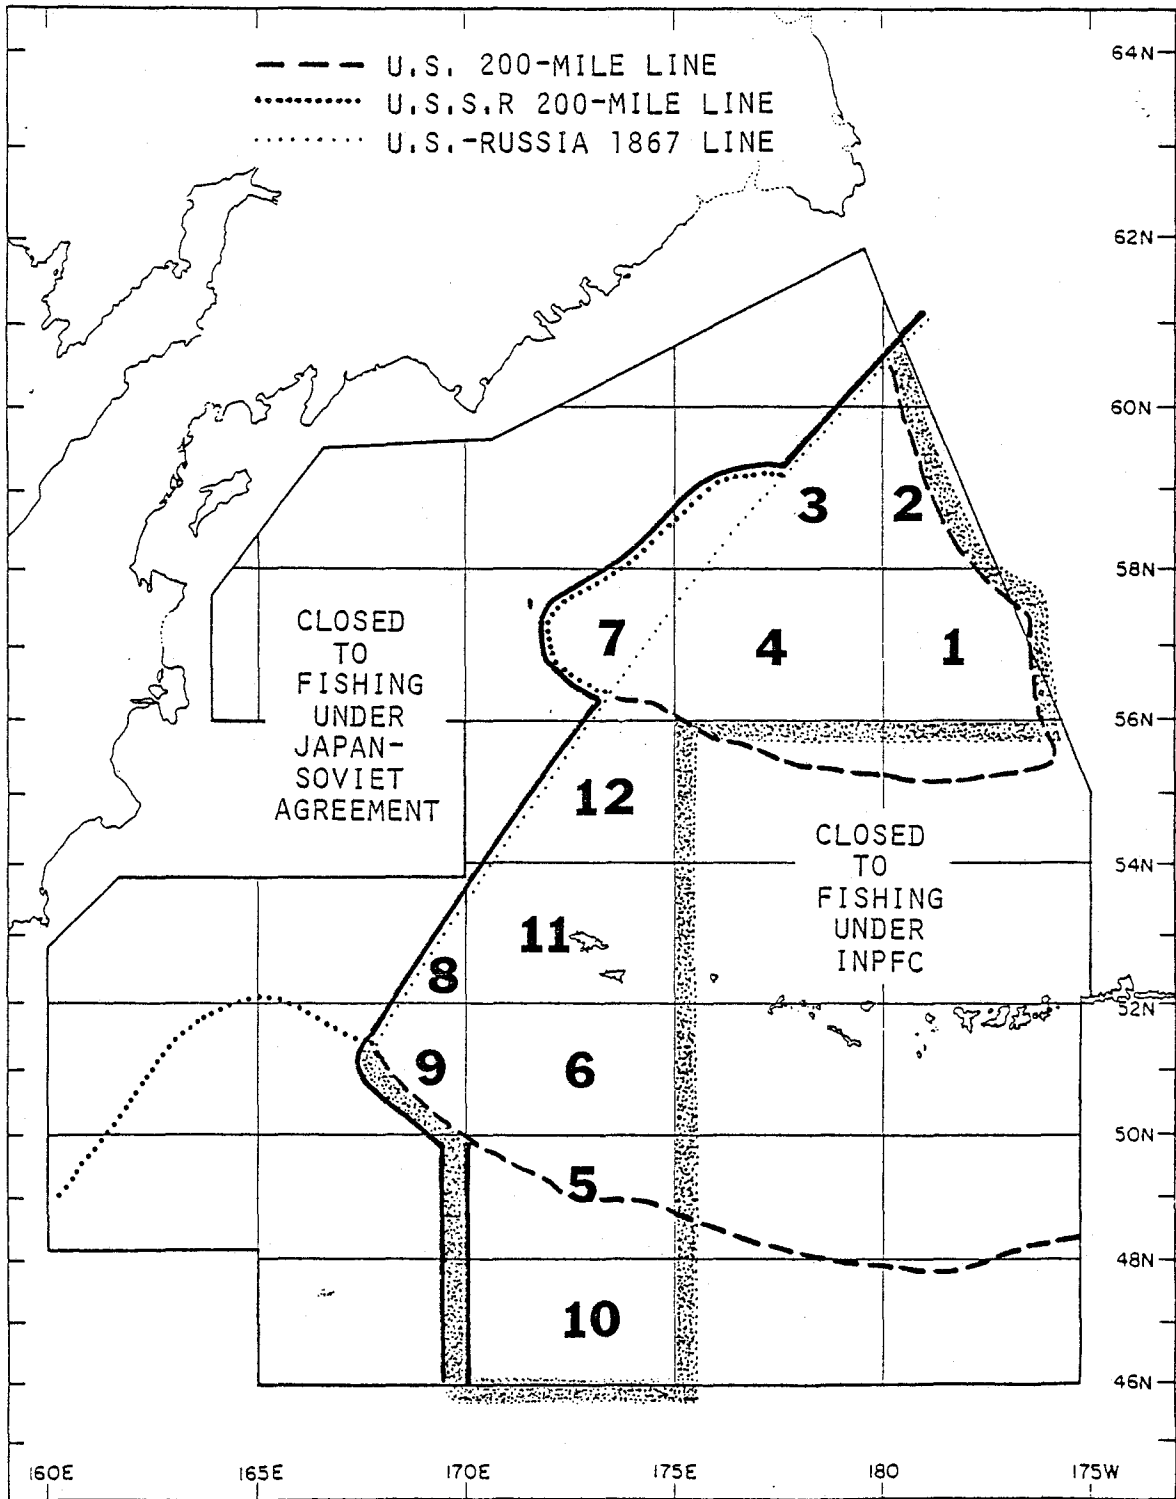 U.S. 200-MILE LINE
U.S.S.R 200-MILE LINE
U.S.-RUSSIA 1867 LINE
64N
62N
60N
3
2
58N
CLOSED
TO
FISHING
UNDER
JAPAN-
SOVIET
AGREEMENT
7
4
1
56N
12
CLOSED
TO
FISHING
UNDER
INPFC
54N
11
8
52N
9
6
50N
5
48N
10
46N
160E 165E 170E 175E 180 175W